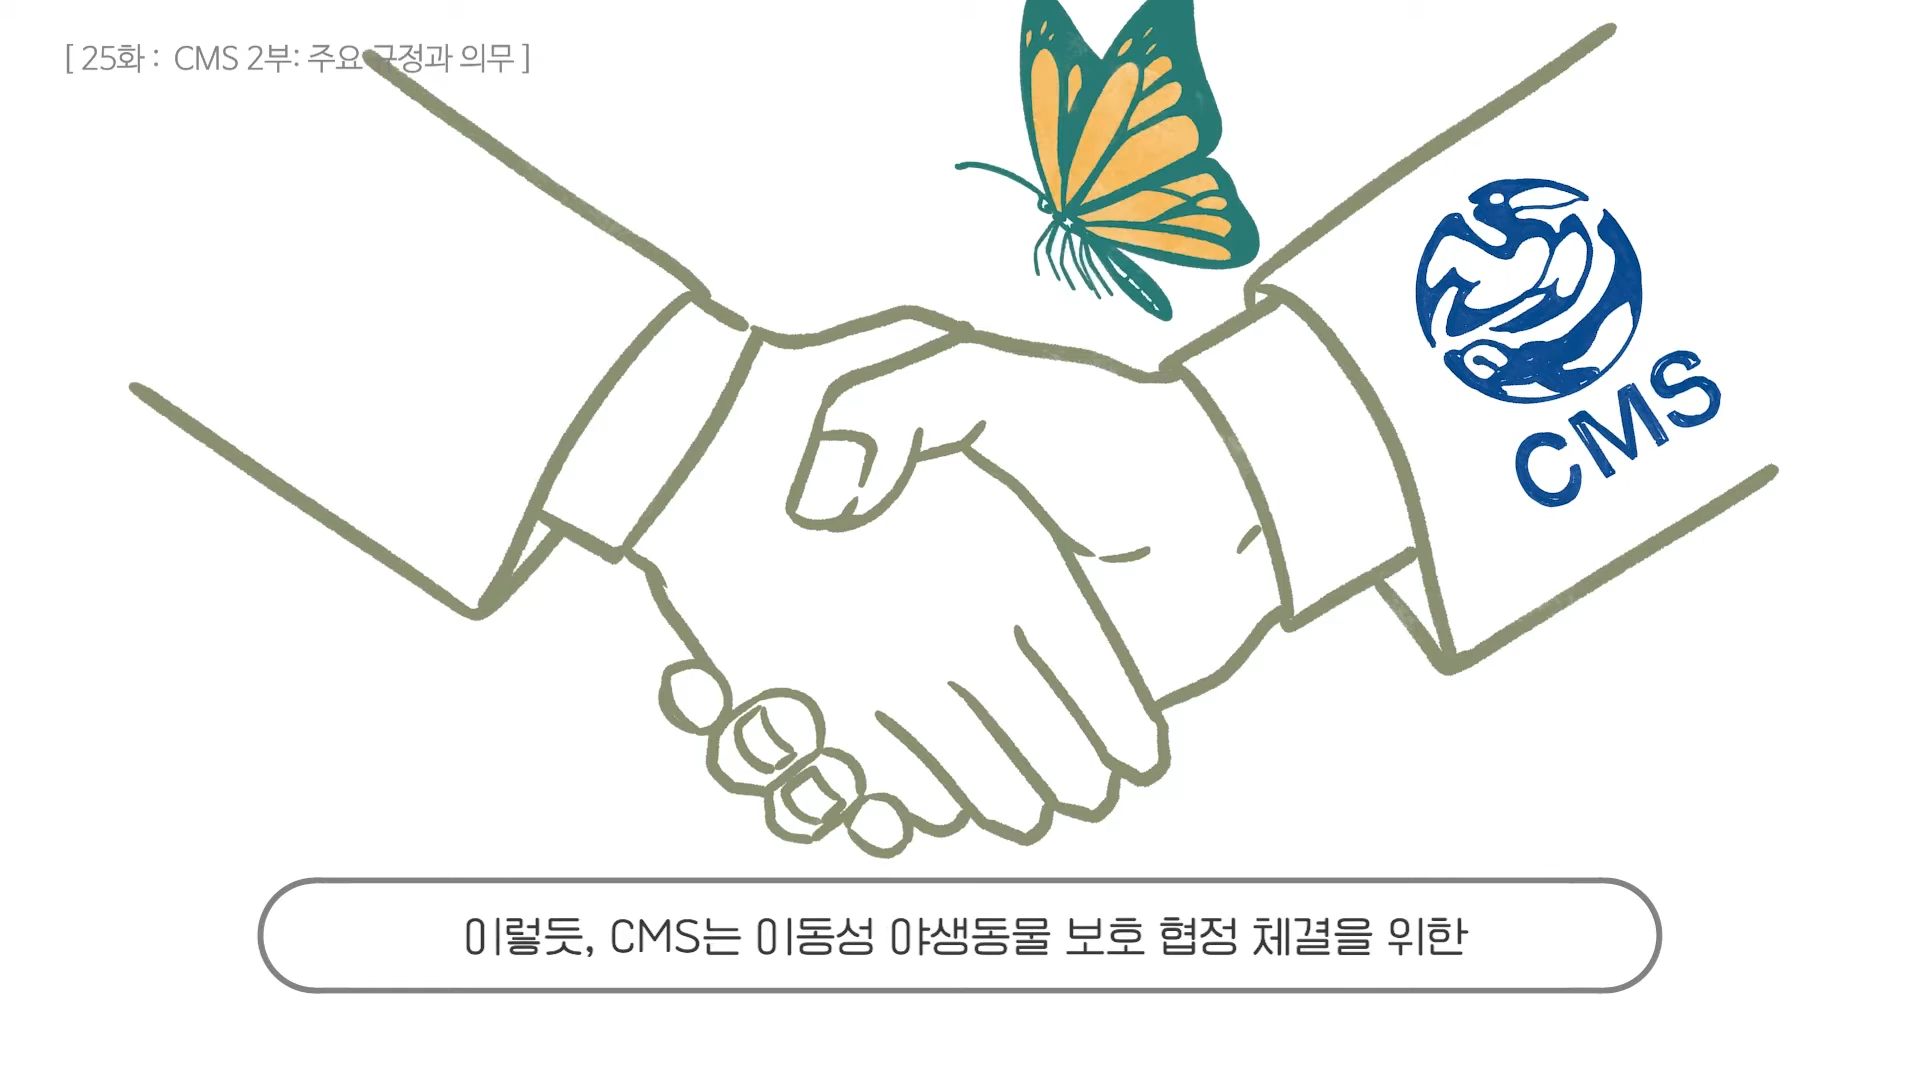 [ 25화 : CMS 2부: 주요 규정과 의무 ]
CMS
이렇듯, CMS는 이동성 야생동물 보호 협정 체결을 위한